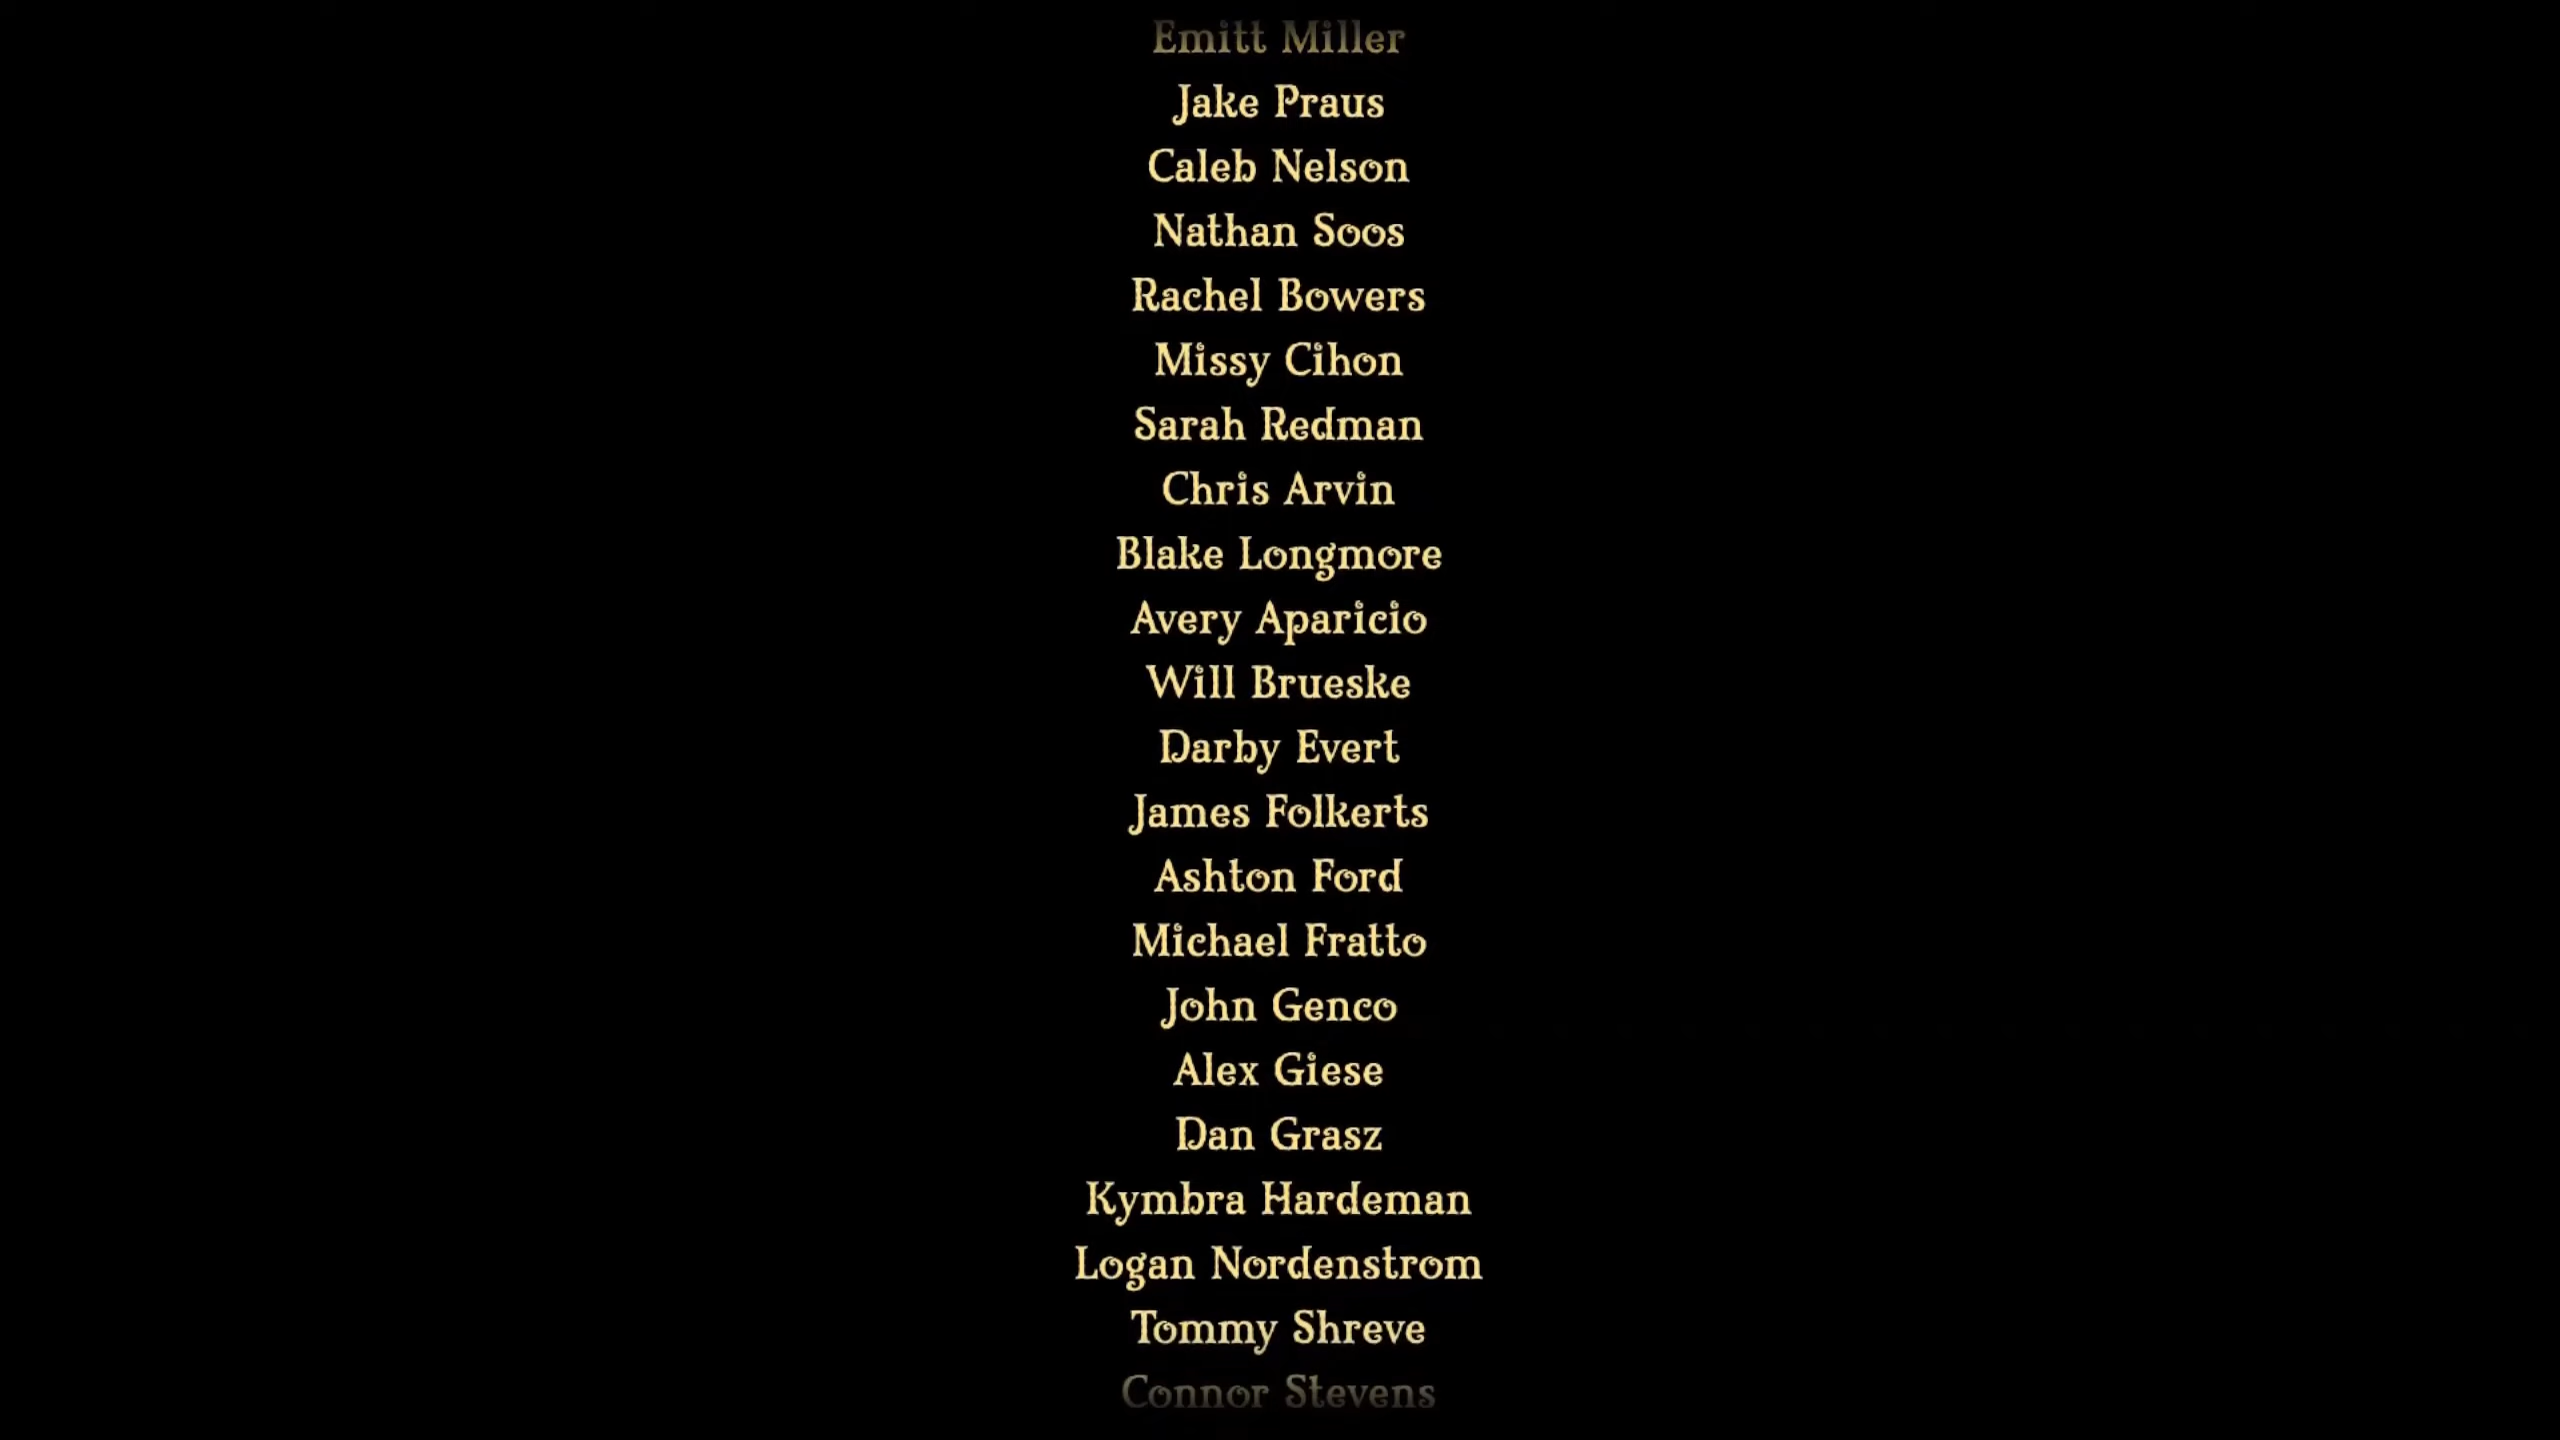 Emitt Miller
Jake Praus
Caleb Nelson
Nathan Soos
Rachel Bowers
Missy Cihon
Sarah Redman
Chris Arvin
Blake Longmore
Avery Aparicio
Will Brueske
Darby Evert
James Folkerts
Ashton Ford
Michael Fratto
John Genco
Alex Giese
Dan Grasz
Kymbra Hardeman
Logan Nordenstrom
Tommy Shreve
Connor Stevens